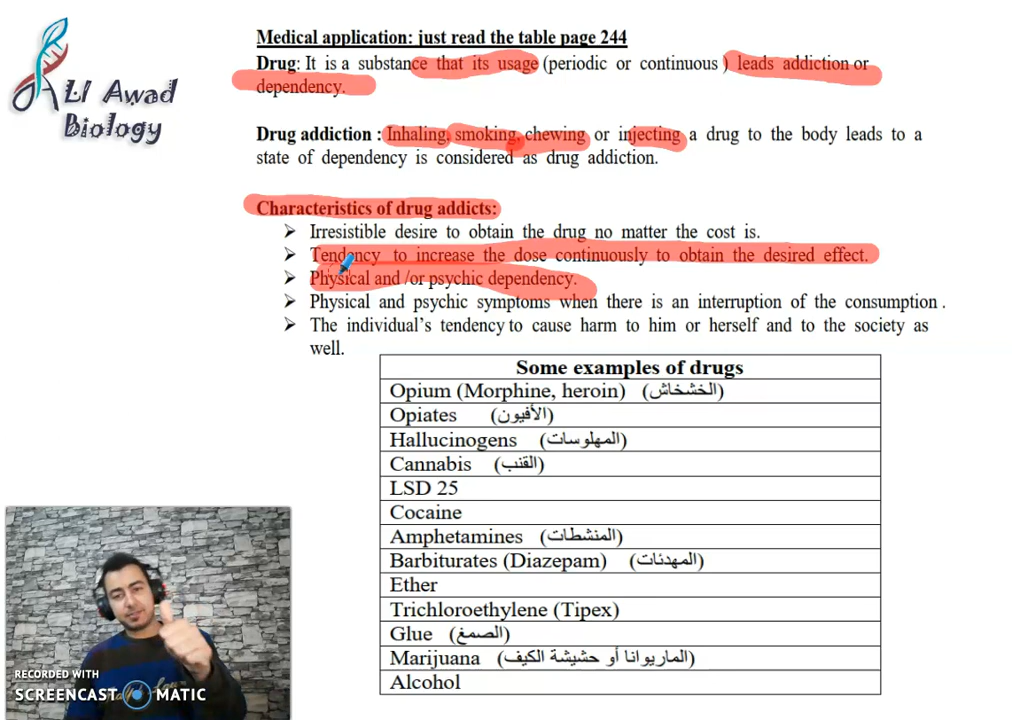 LI Awad
Biology
Medical application: just read the table page 244
Drug: It is a substance that its usage (periodic or continuous ) leads addiction or
dependency.
Drug addiction : Inhaling, smoking, chewing or injecting a drug to the body leads to a
state of dependency is considered as drug addiction.
Characteristics of drug addicts:
➤ Irresistible desire to obtain the drug no matter the cost is.
➤ Tendency to increase the dose continuously to obtain the desired effect.
➤ Physical and /or psychic dependency.
➤ Physical and psychic symptoms when there is an interruption of the consumption .
➤ The individual's tendency to cause harm to him or herself and to the society as
well.
Some examples of drugs
Opium (Morphine, heroin) (الخشخاش)
Opiates (الأفيون)
Hallucinogens (المهلوسات)
Cannabis (القنب)
LSD 25
Cocaine
Amphetamines (المنشطات)
Barbiturates (Diazepam) (المهدئات)
Ether
Trichloroethylene (Tipex)
Glue (الصمغ)
Marijuana (الماريوانا أو حشيشة الكيف)
Alcohol
RECORDED WITH
SCREENCAST MATIC